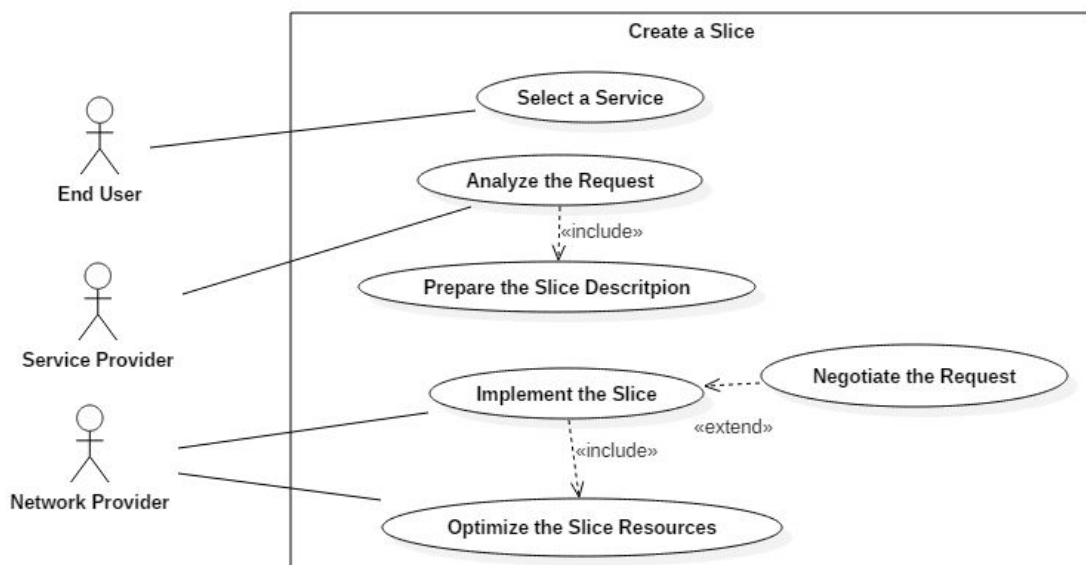 Create a Slice
Select a Service
End User
Analyze the Request
«include»
Prepare the Slice Descritpion
Service Provider
Negotiate the Request
Implement the Slice
«extend»
«include»
Network Provider
Optimize the Slice Resources